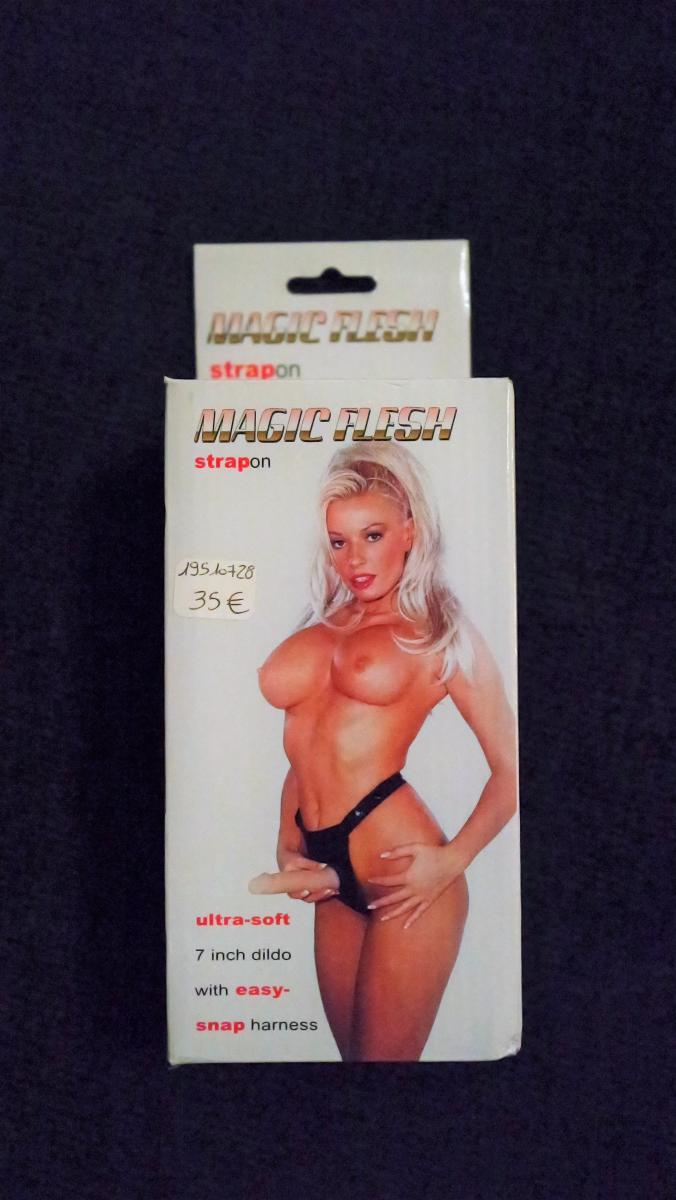 MAGIC FLESH
strapon
MAGIC FLESH
strapon
19510728
35 €
ultra-soft
7 inch dildo
with easy-
snap harness